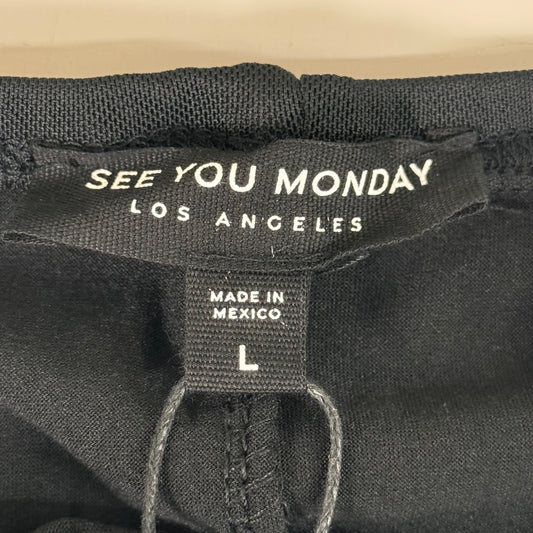 SEE YOU MONDAY
LOS ANGELES
MADE IN
MEXICO
L